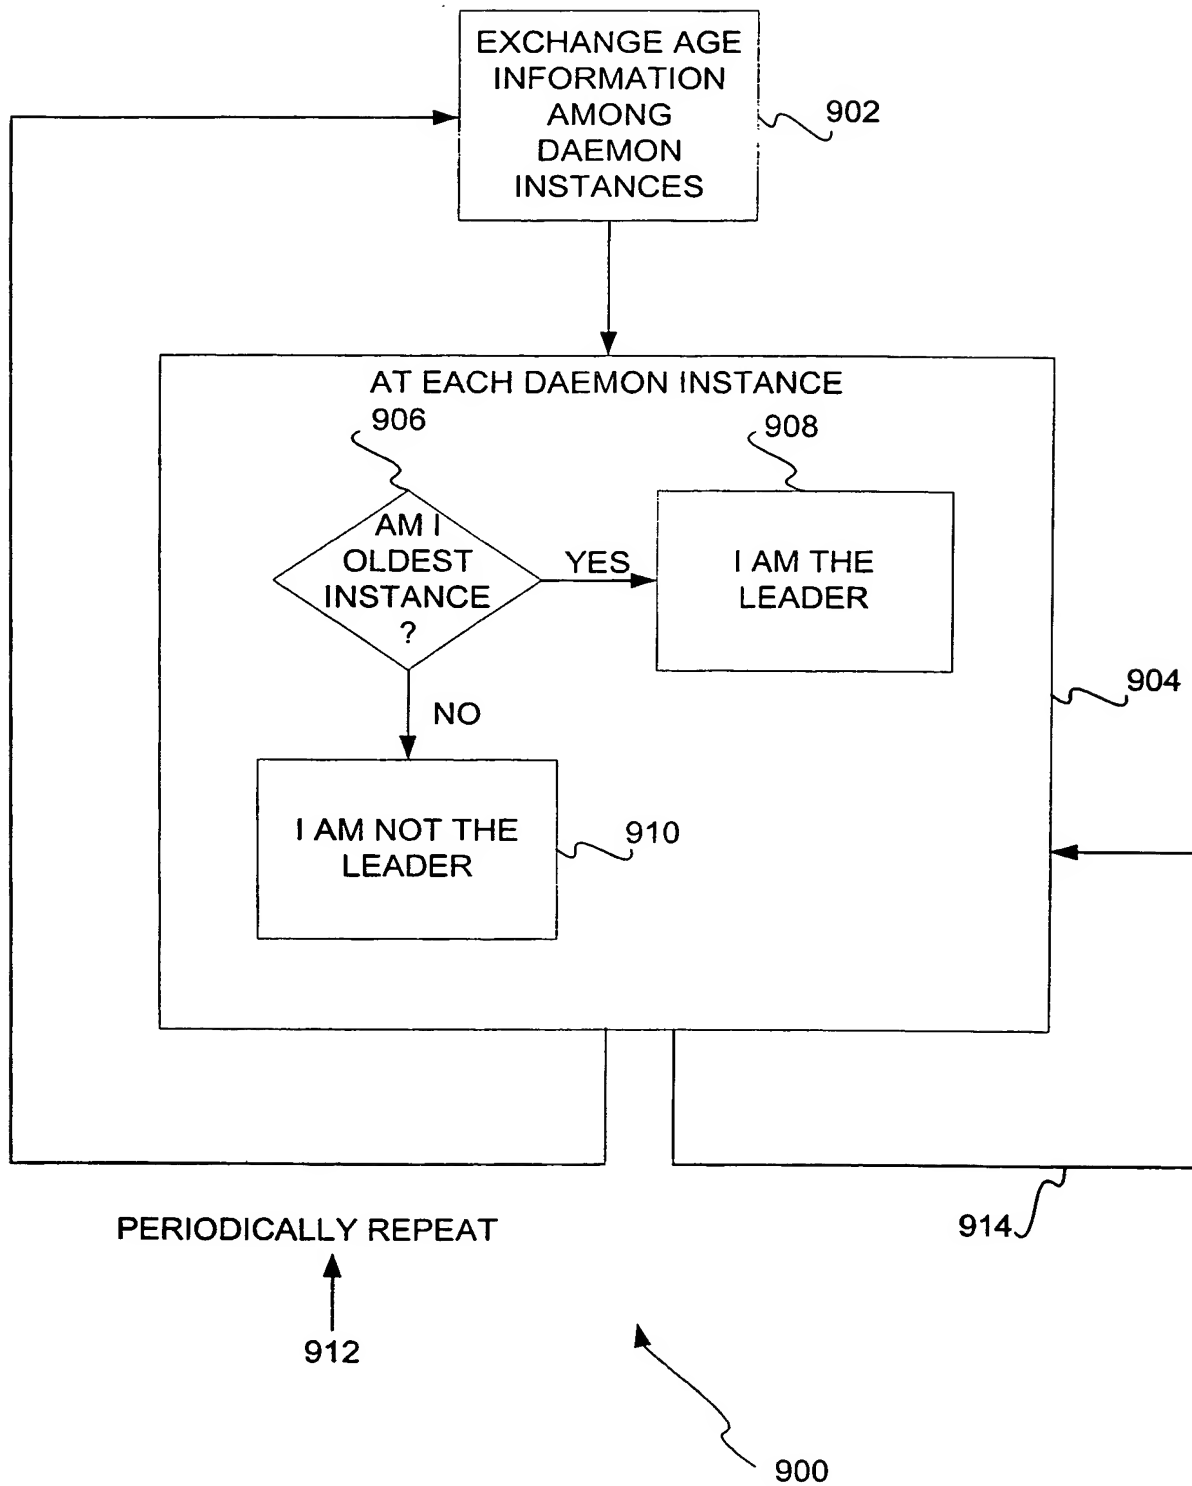 EXCHANGE AGE
INFORMATION
AMONG
DAEMON
INSTANCES
902
AT EACH DAEMON INSTANCE
906
908
AM I
OLDEST
INSTANCE
?
YES
I AM THE
LEADER
904
NO
I AM NOT THE
LEADER
910
914
PERIODICALLY REPEAT
912
900